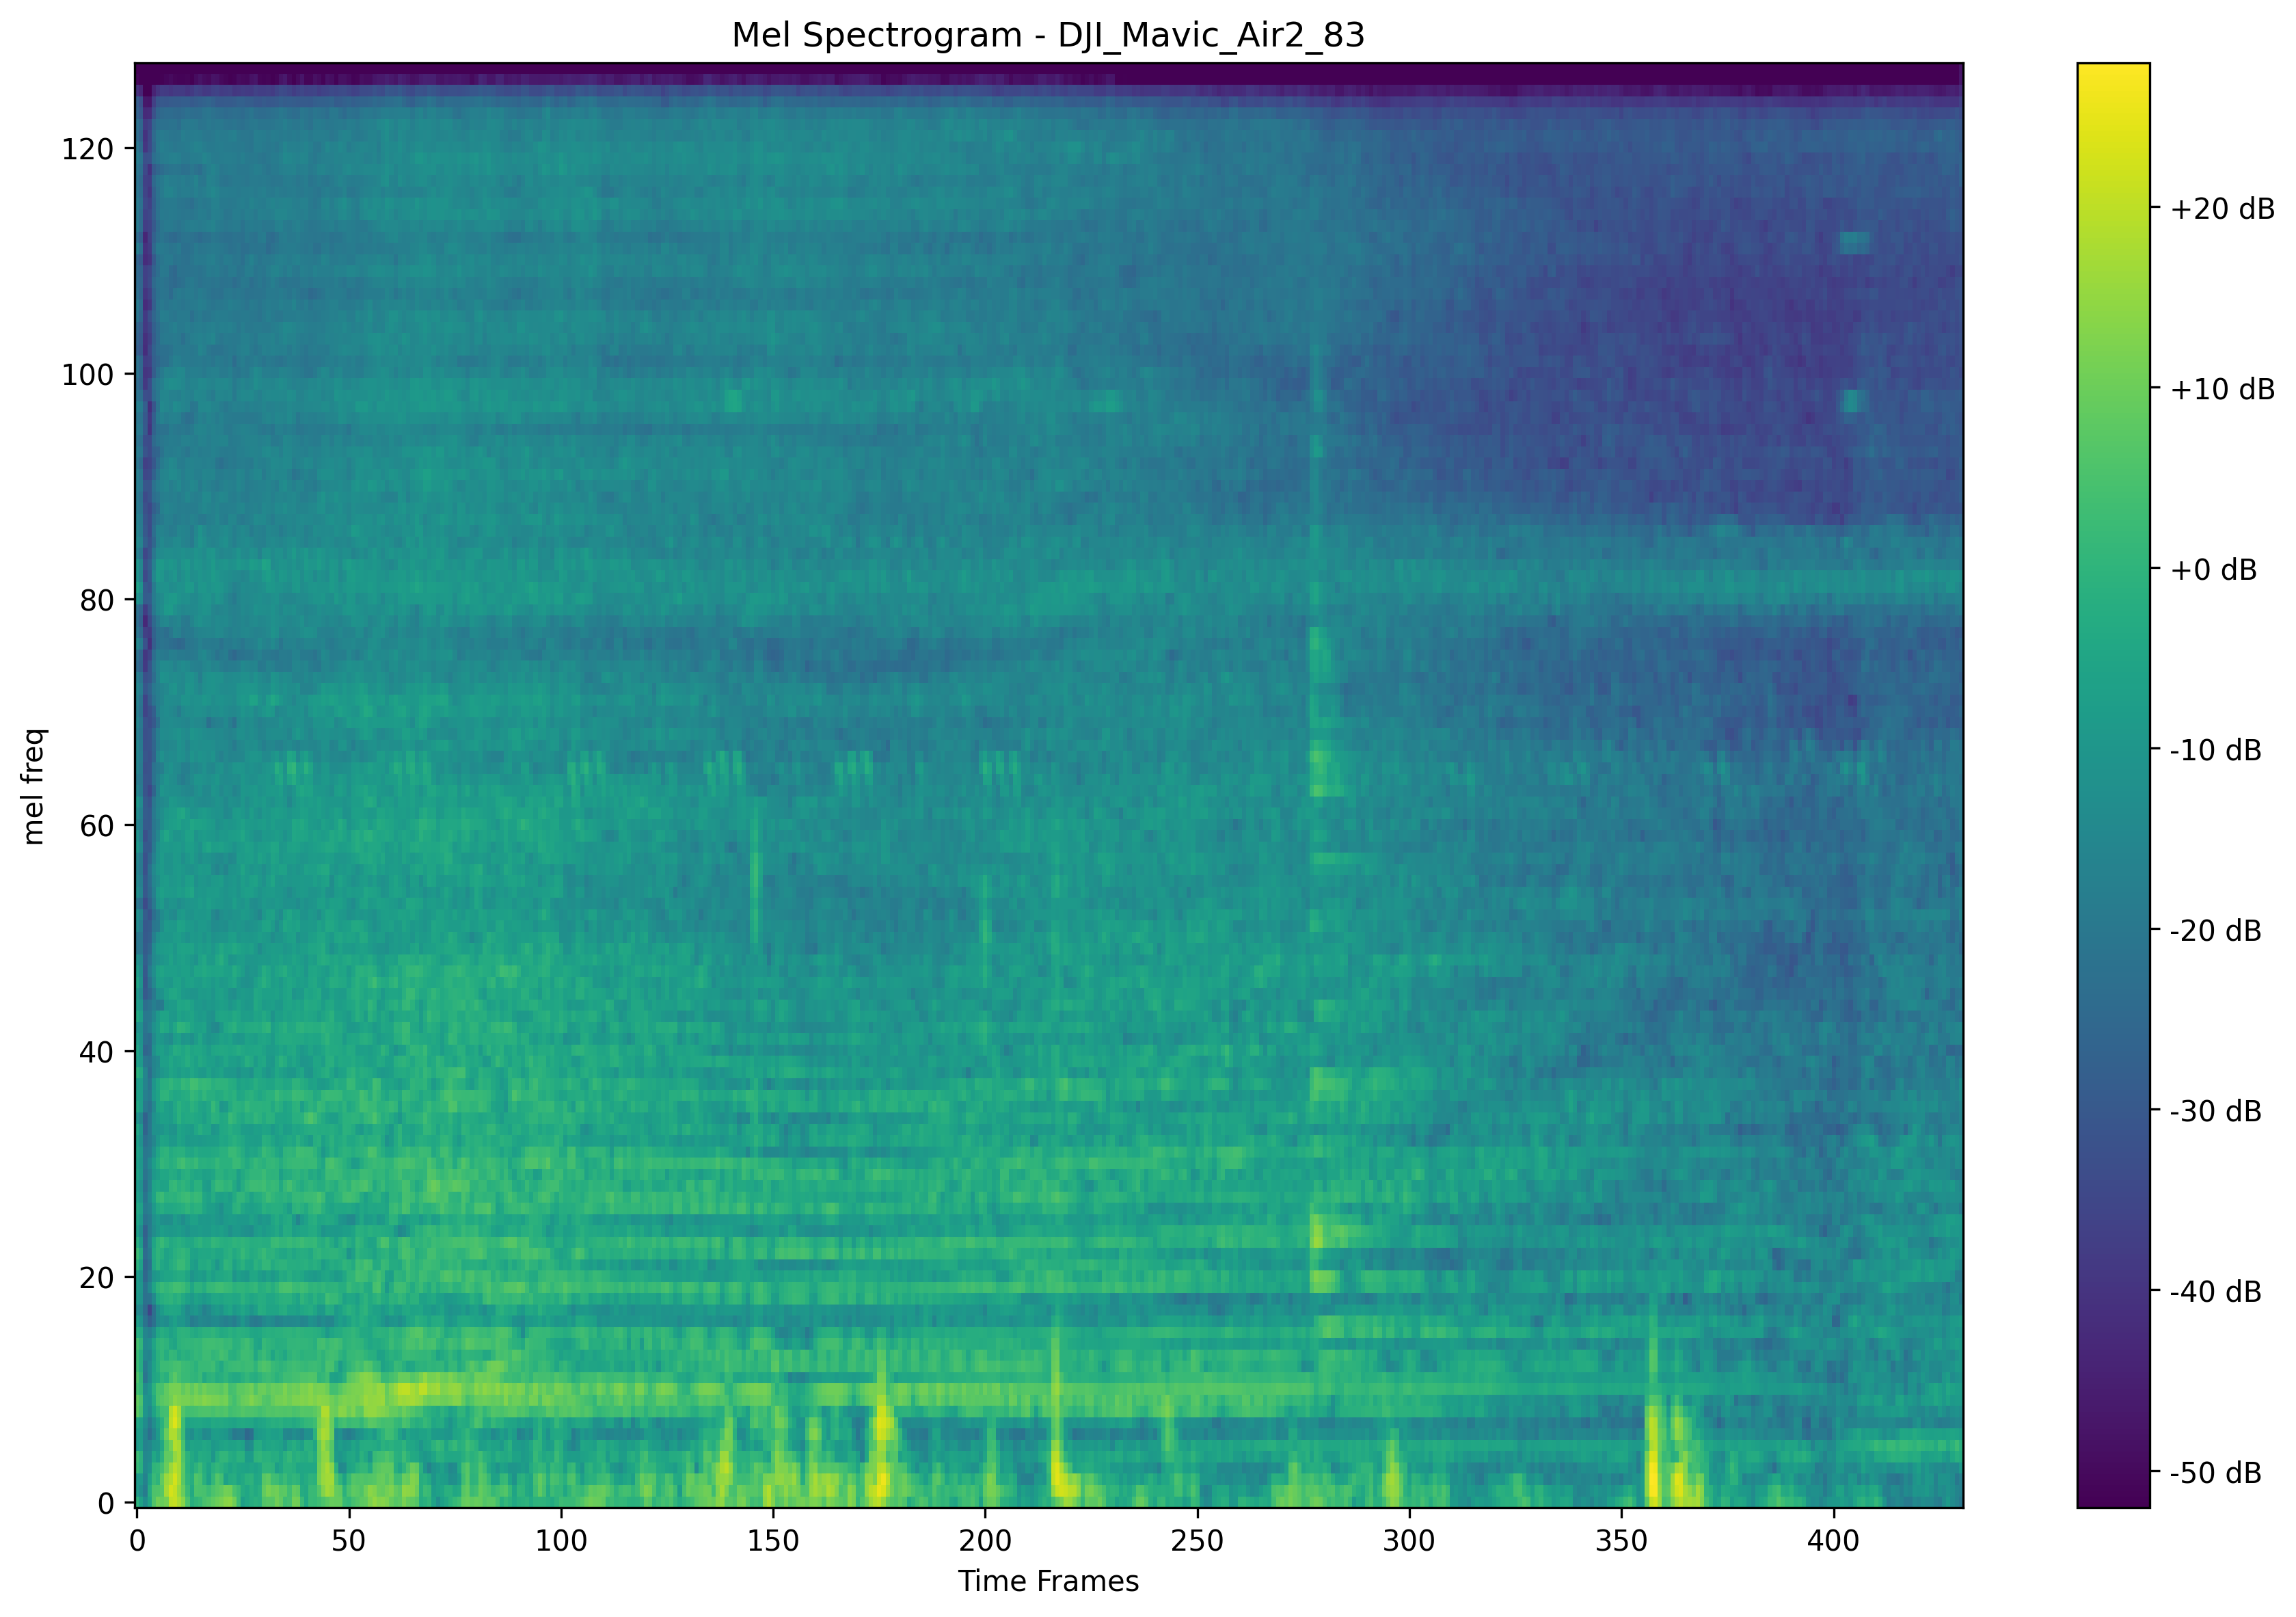 Mel Spectrogram - DJI_Mavic_Air2_83
mel freq
120
100
80
60
40
20
0
0 50 100 150 200 250 300 350 400
Time Frames
+20 dB
+10 dB
+0 dB
-10 dB
-20 dB
-30 dB
-40 dB
-50 dB